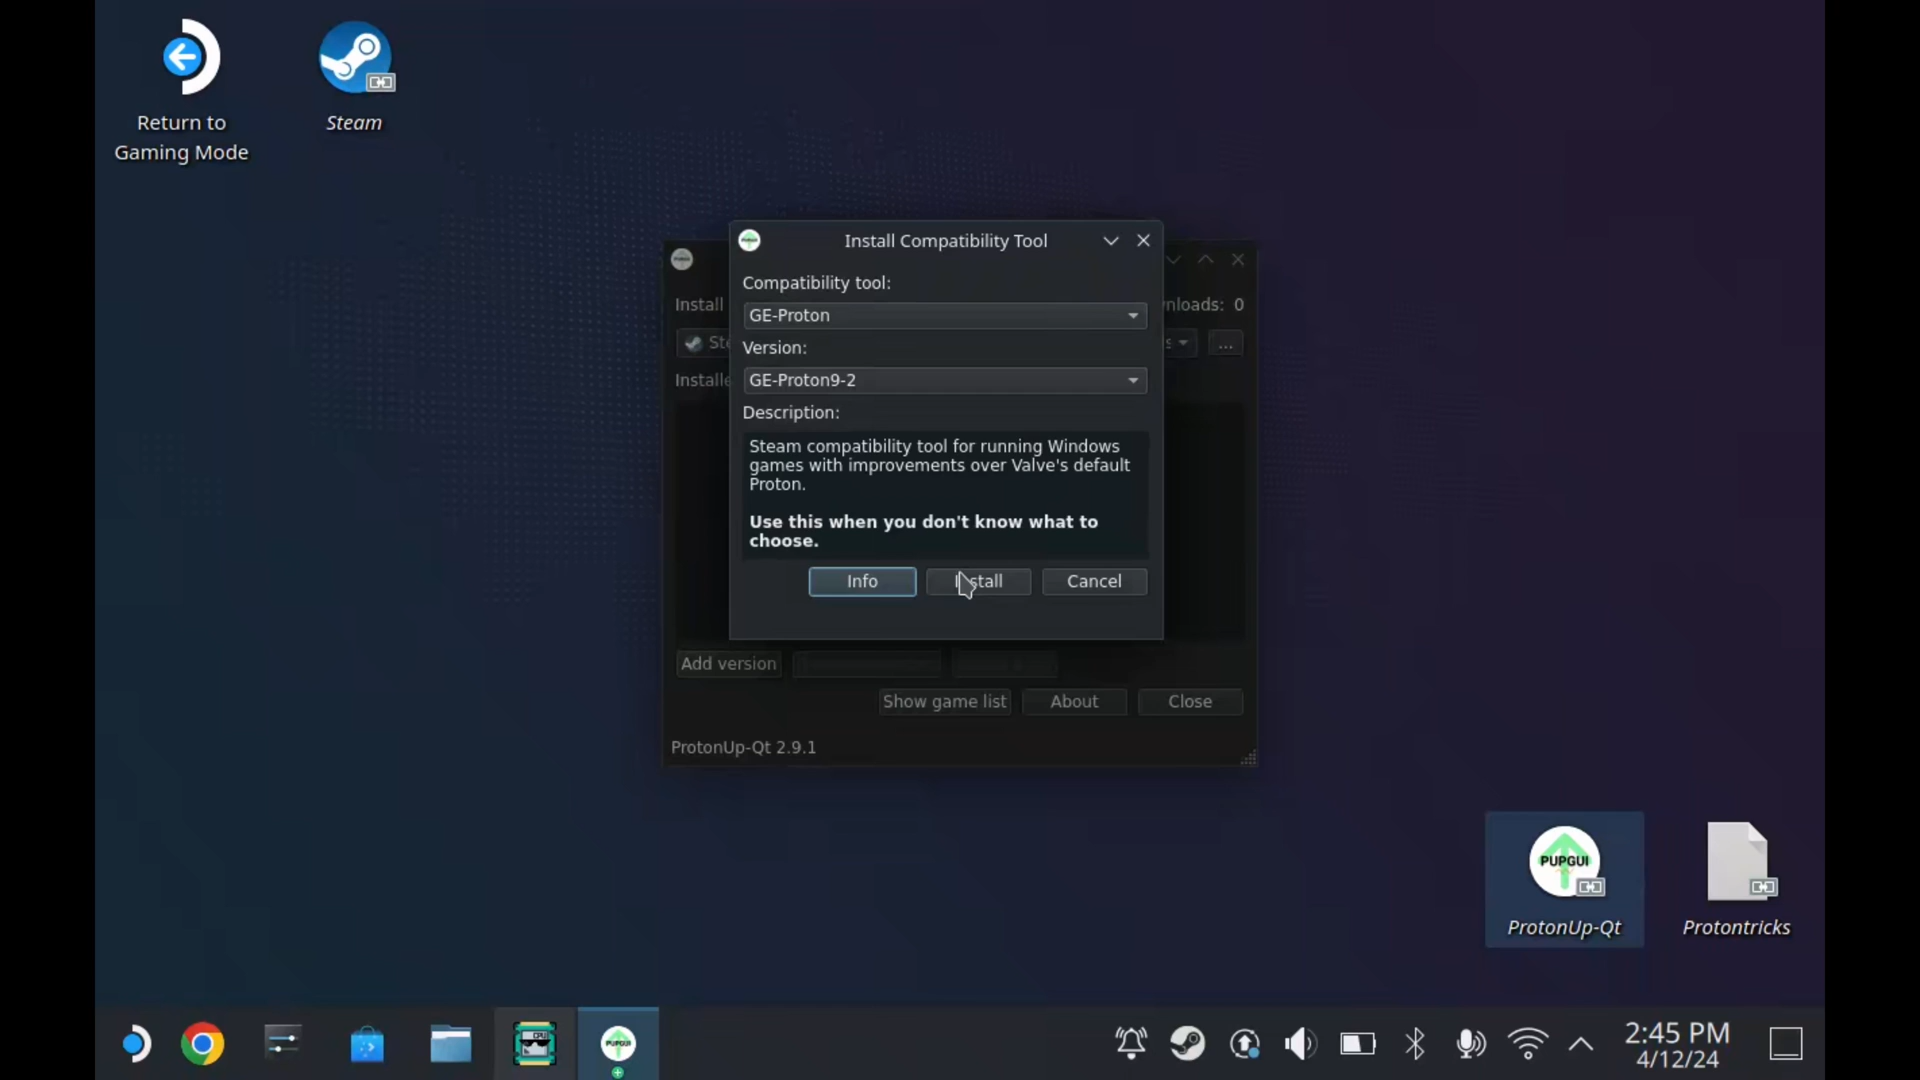 Return to
Gaming Mode
Steam
Install Compatibility Tool
Compatibility tool:
GE-Proton
Version:
GE-Proton9-2
Description:
Steam compatibility tool for running Windows
games with improvements over Valve's default
Proton.
Use this when you don't know what to
choose.
Info
Install
Cancel
Install
nloads: 0
Ste
s
...
Installe
Add version
Show game list
About
Close
ProtonUp-Qt 2.9.1
PUPGUI
ProtonUp-Qt
Protontricks
CPU
2:45 PM
4/12/24